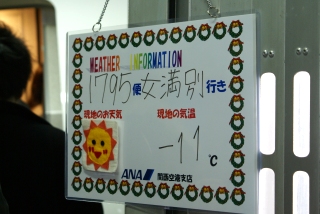 WEATHER INFORMATION
1795便 女満別 行き
現地のお天気 現地の気温
-11 ℃
ANA 関西空港支店